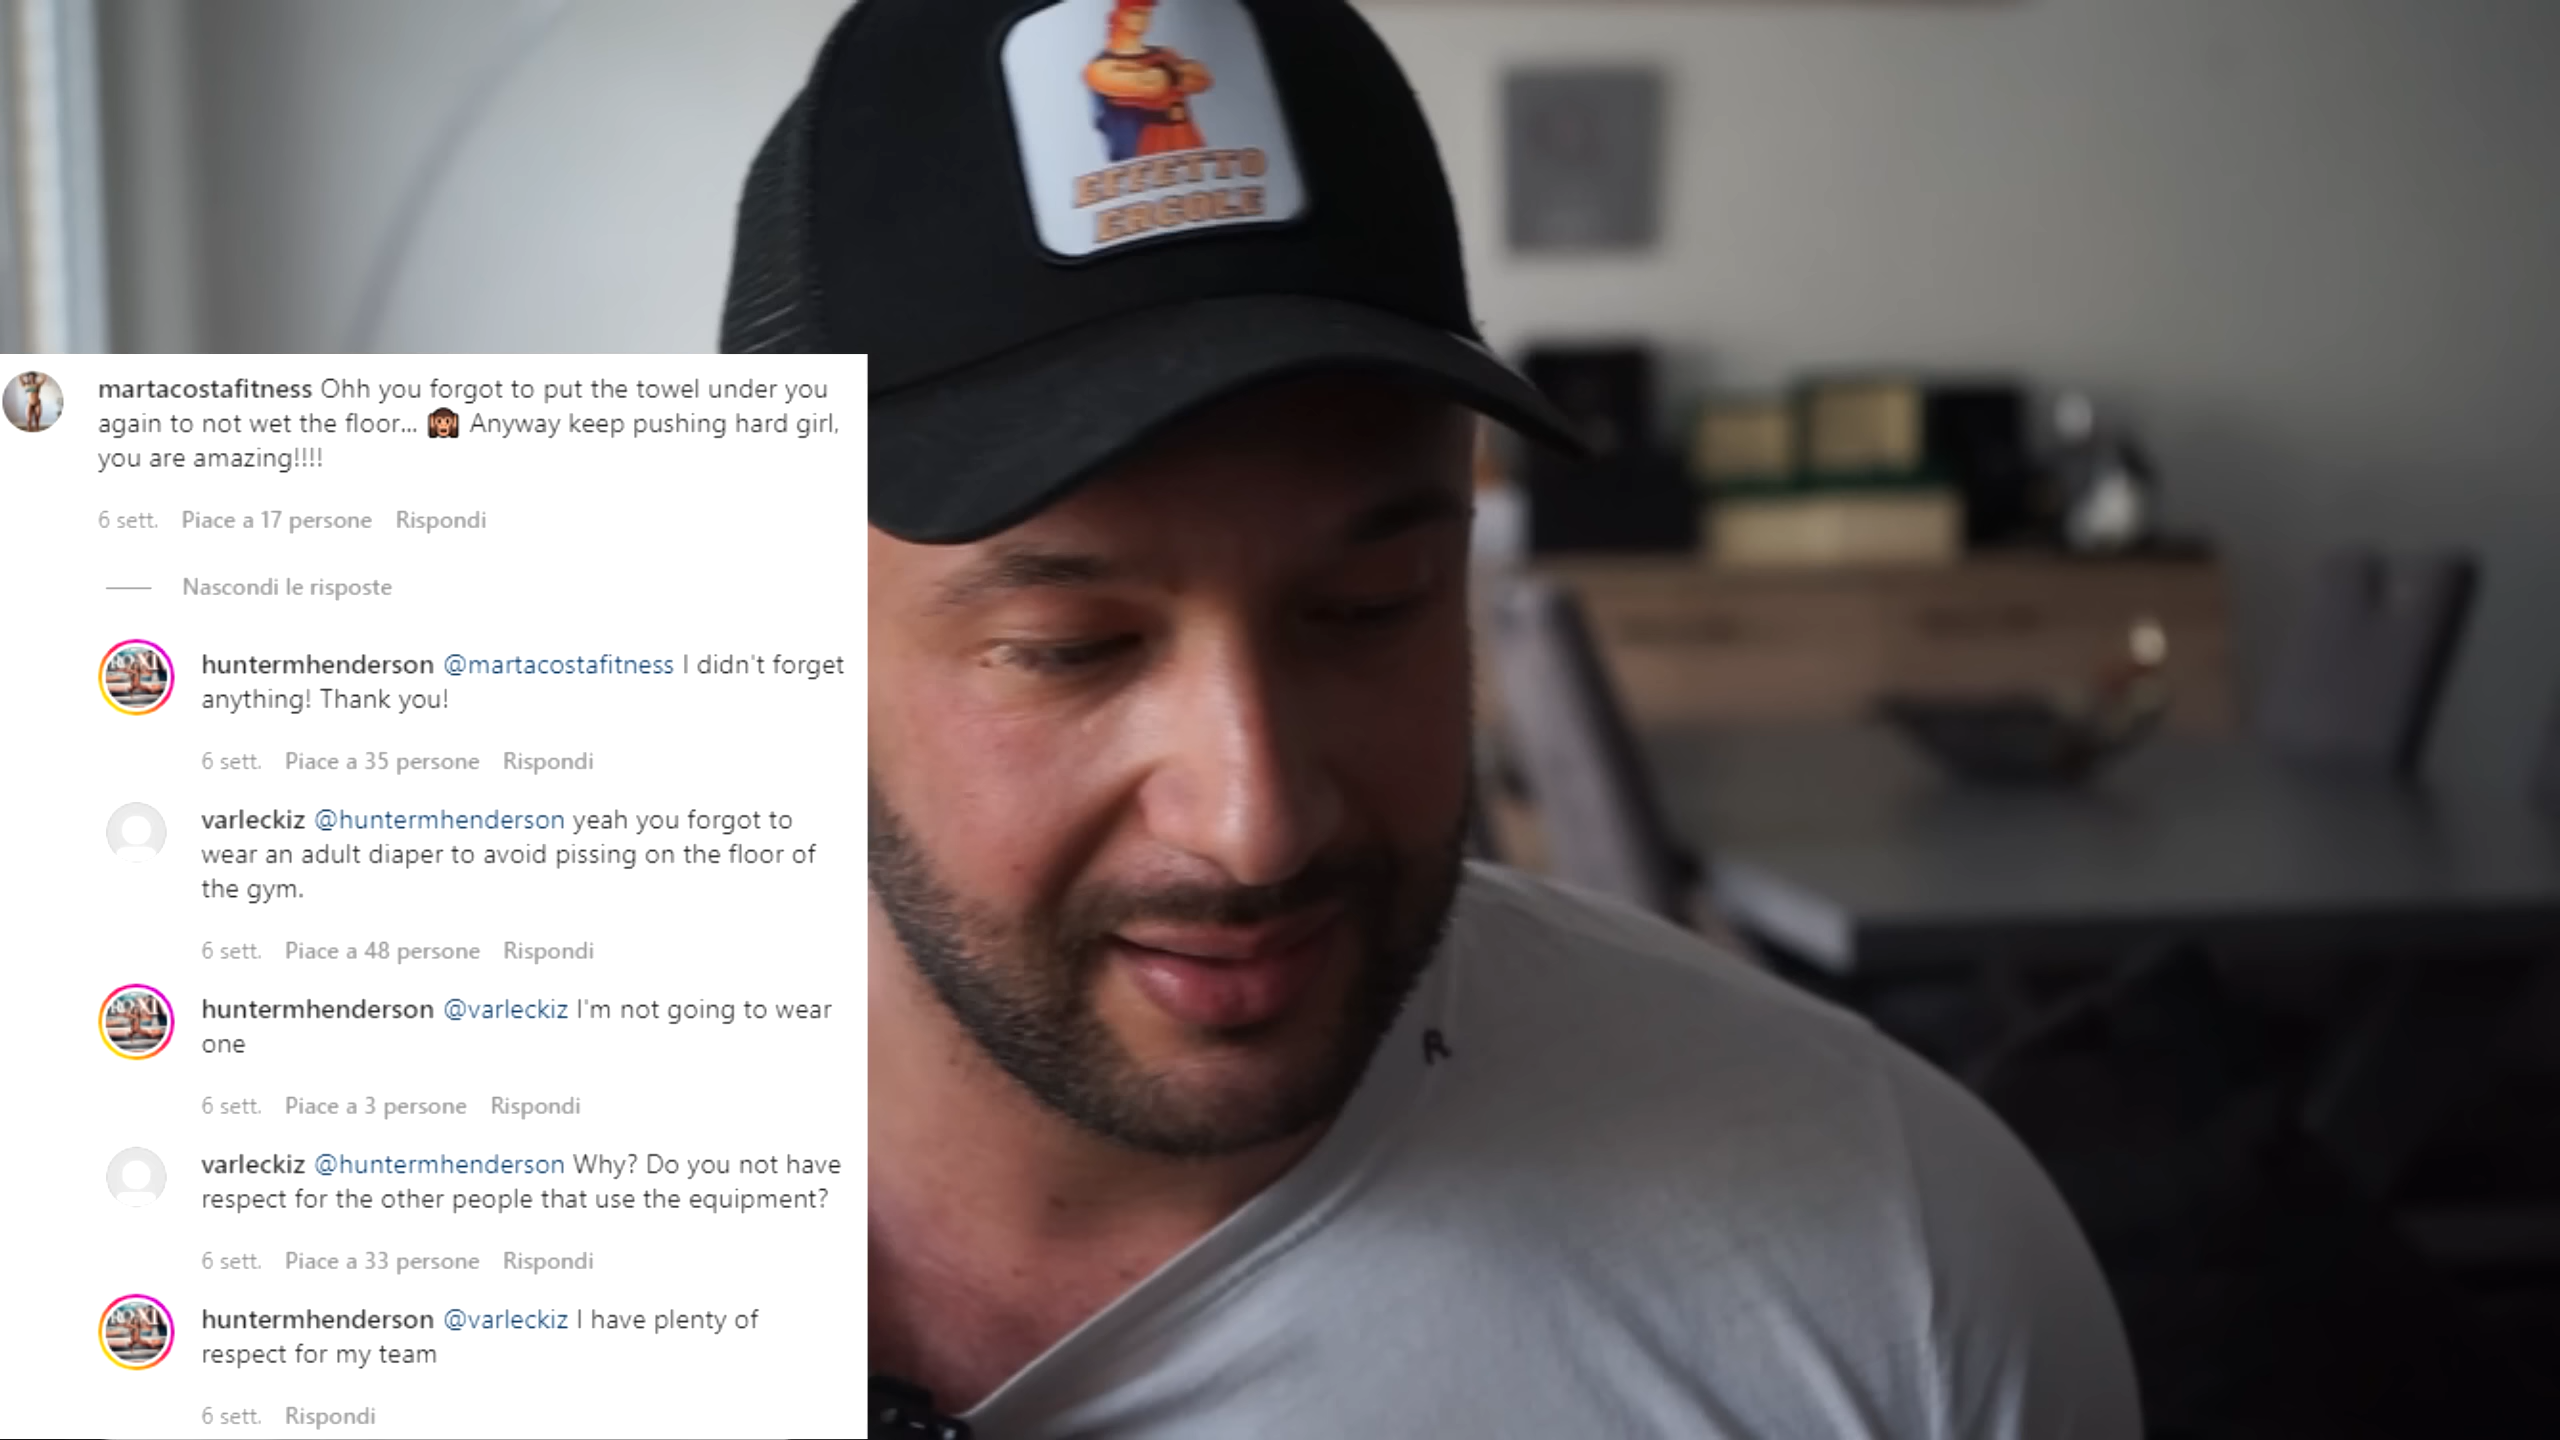 EFFETTO
ERCOLE
martacostafitness Ohh you forgot to put the towel under you
again to not wet the floor... 🙉 Anyway keep pushing hard girl,
you are amazing!!!!
6 sett. Piace a 17 persone Rispondi
Nascondi le risposte
huntermhenderson @martacostafitness I didn't forget
anything! Thank you!
6 sett. Piace a 35 persone Rispondi
varleckiz @huntermhenderson yeah you forgot to
wear an adult diaper to avoid pissing on the floor of
the gym.
6 sett. Piace a 48 persone Rispondi
huntermhenderson @varleckiz I'm not going to wear
one
6 sett. Piace a 3 persone Rispondi
varleckiz @huntermhenderson Why? Do you not have
respect for the other people that use the equipment?
6 sett. Piace a 33 persone Rispondi
huntermhenderson @varleckiz I have plenty of
respect for my team
6 sett. Rispondi
R